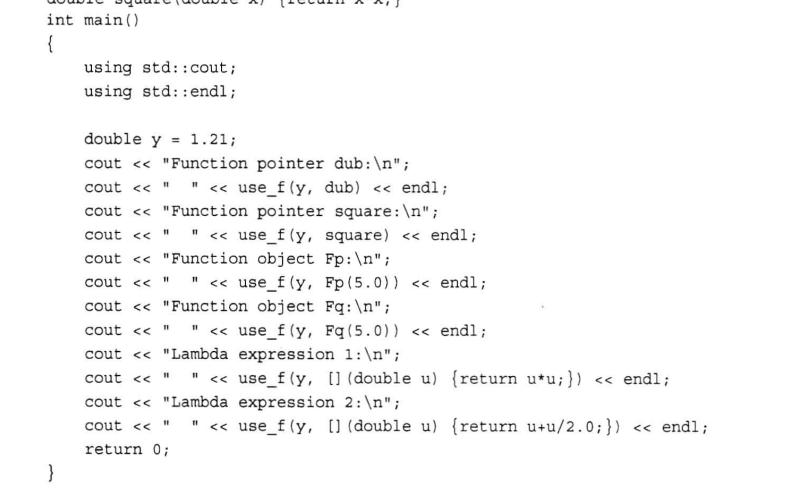 double square(double x) {return x*x;}
int main()
{
    using std::cout;
    using std::endl;

    double y = 1.21;
    cout << "Function pointer dub:\n";
    cout << "  " << use_f(y, dub) << endl;
    cout << "Function pointer square:\n";
    cout << "  " << use_f(y, square) << endl;
    cout << "Function object Fp:\n";
    cout << "  " << use_f(y, Fp(5.0)) << endl;
    cout << "Function object Fq:\n";
    cout << "  " << use_f(y, Fq(5.0)) << endl;
    cout << "Lambda expression 1:\n";
    cout << "  " << use_f(y, [](double u) {return u*u;}) << endl;
    cout << "Lambda expression 2:\n";
    cout << "  " << use_f(y, [](double u) {return u+u/2.0;}) << endl;
    return 0;
}